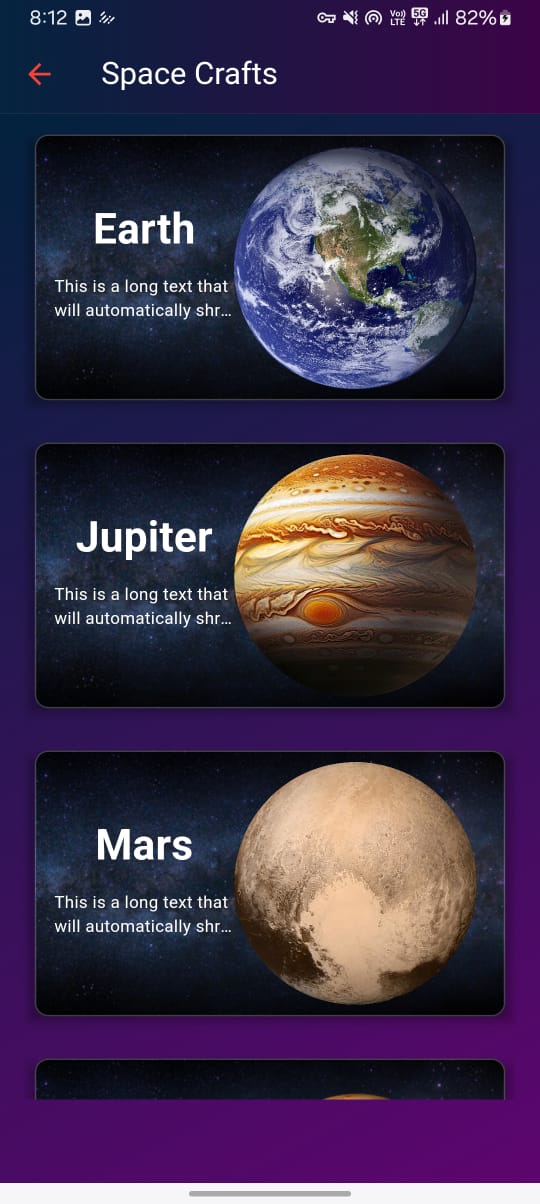 8:12
Vo)) LTE 5G 82%
Space Crafts
Earth
This is a long text that
will automatically shr...
Jupiter
This is a long text that
will automatically shr...
Mars
This is a long text that
will automatically shr...